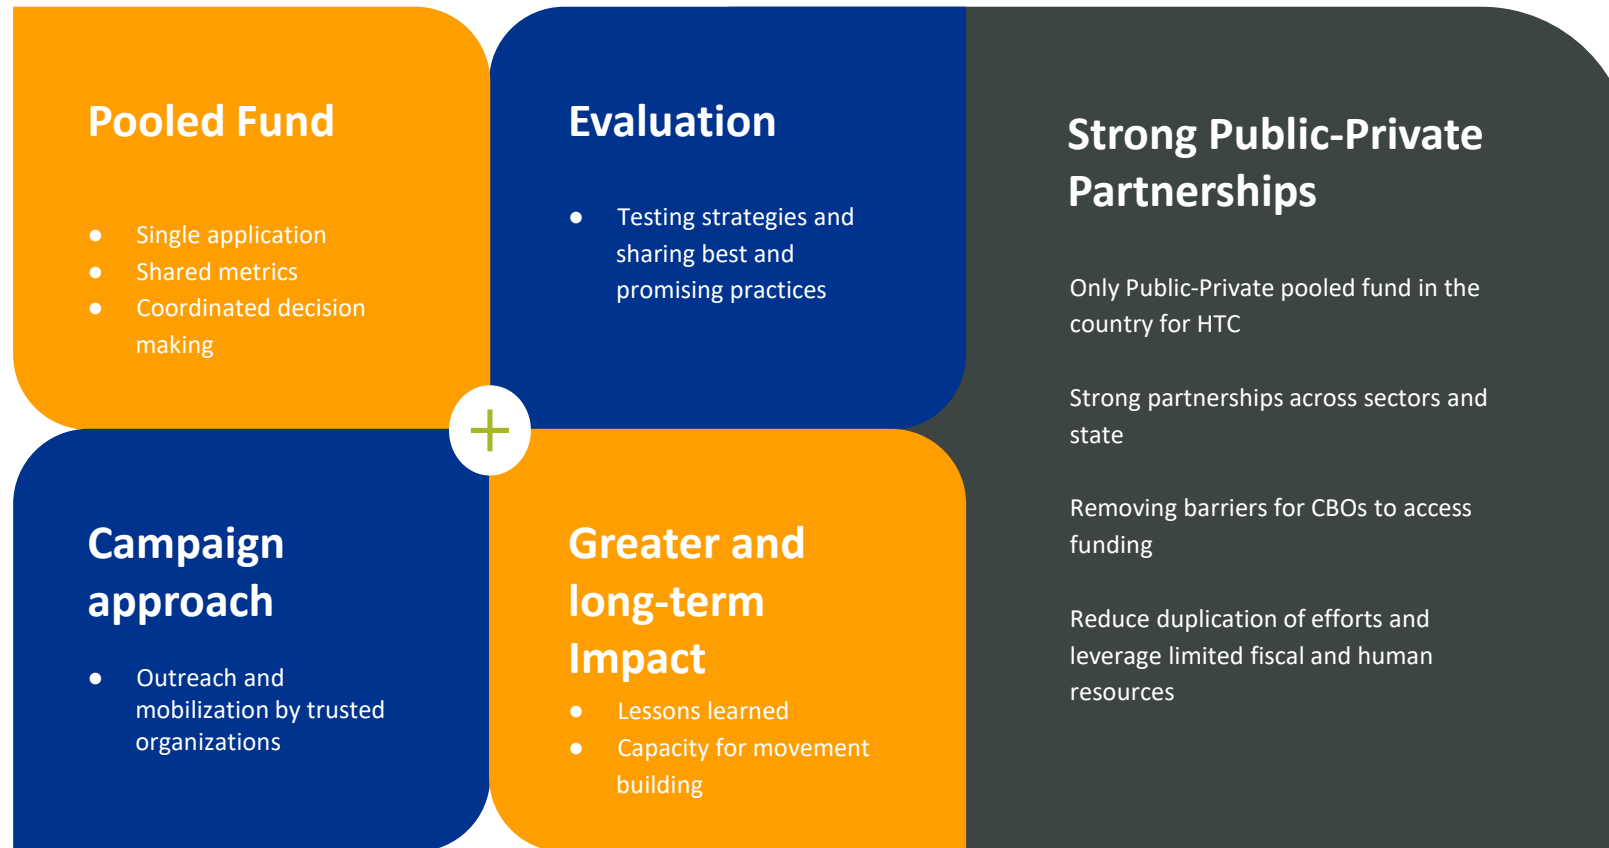 Pooled Fund
● Single application
● Shared metrics
● Coordinated decision
making
Evaluation
● Testing strategies and
sharing best and
promising practices
Campaign
approach
● Outreach and
mobilization by trusted
organizations
Greater and
long-term
Impact
● Lessons learned
● Capacity for movement
building
Strong Public-Private
Partnerships
Only Public-Private pooled fund in the
country for HTC
Strong partnerships across sectors and
state
Removing barriers for CBOs to access
funding
Reduce duplication of efforts and
leverage limited fiscal and human
resources